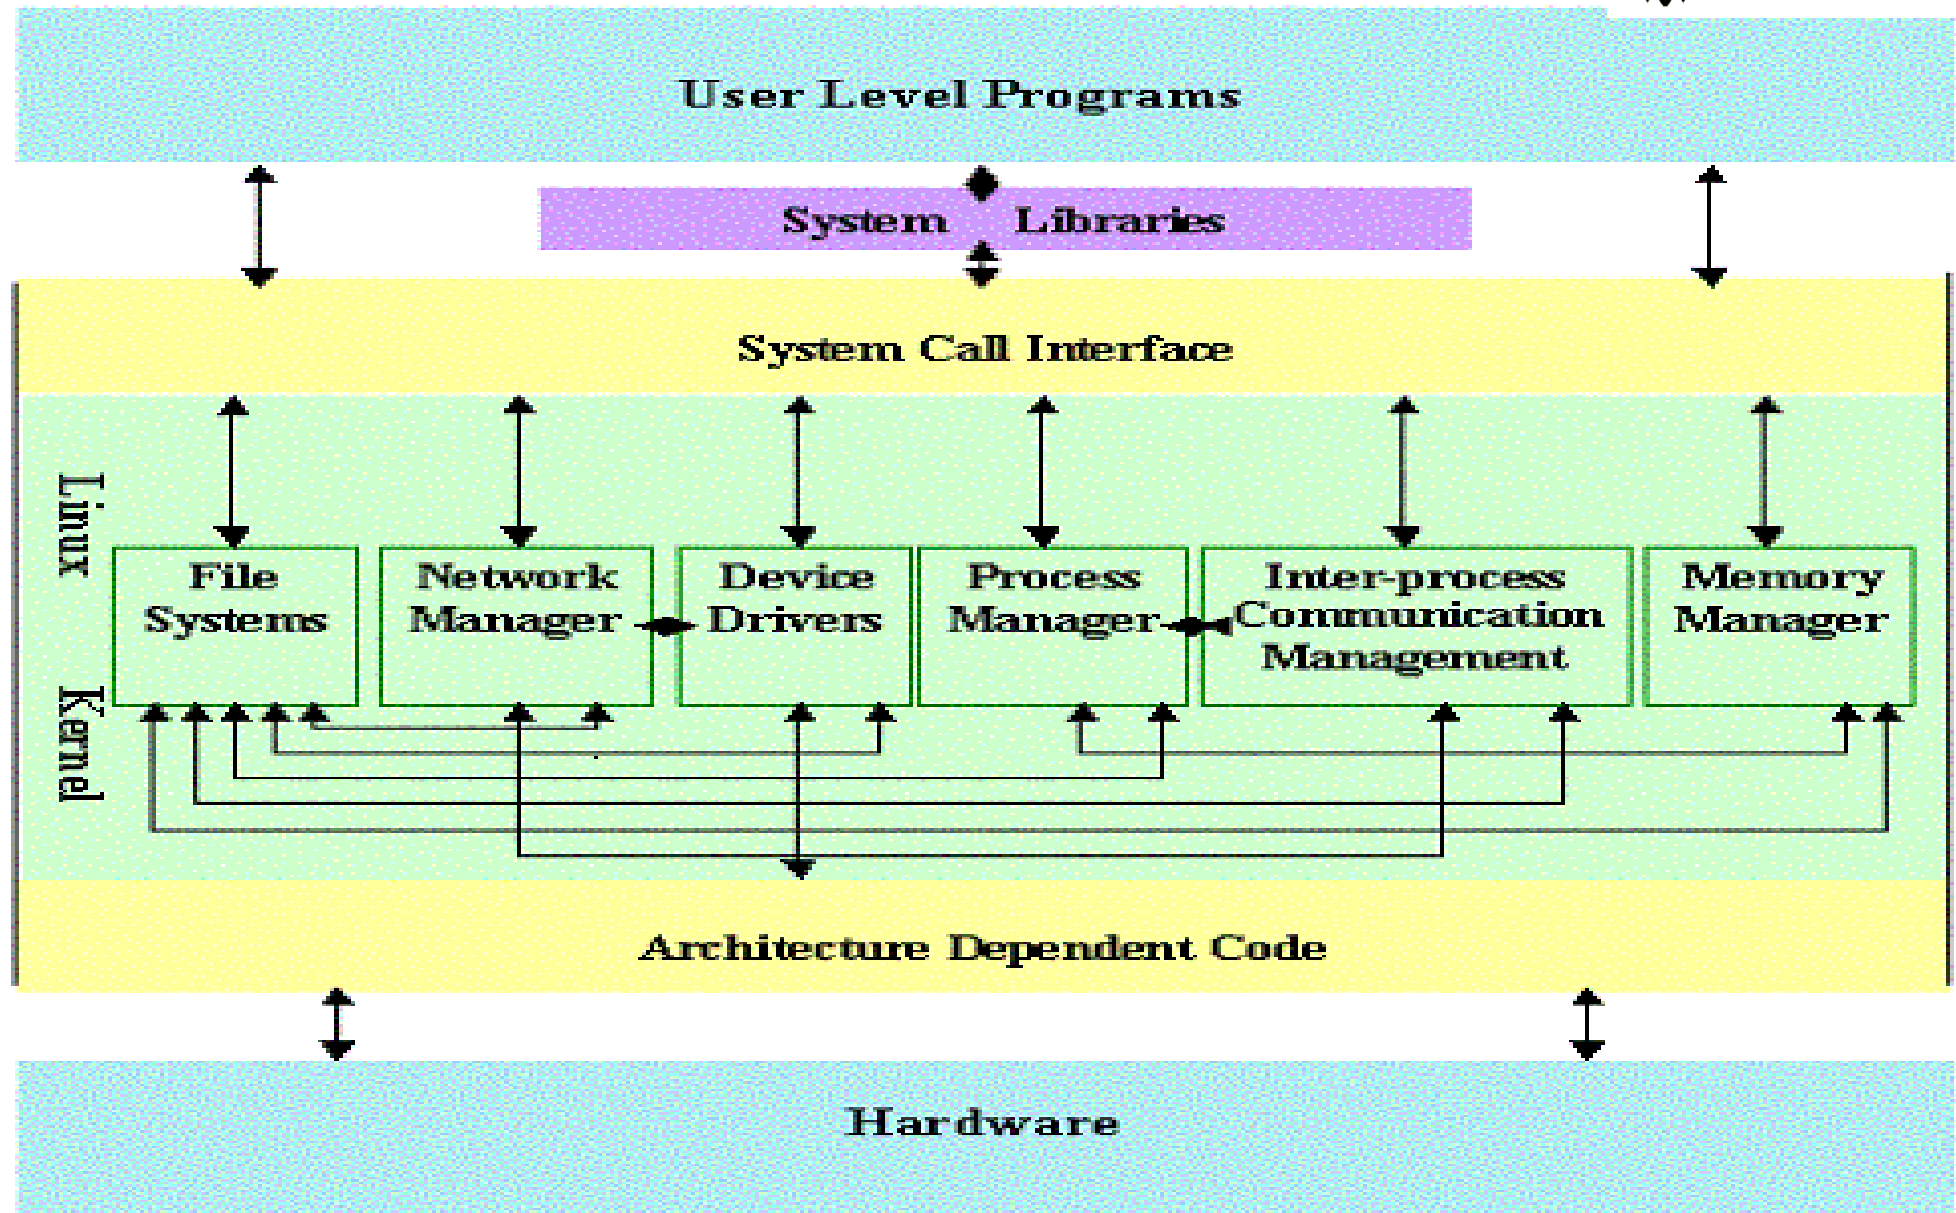 User Level Programs
System Libraries
System Call Interface
Linux Kernel
File
Systems
Network
Manager
Device
Drivers
Process
Manager
Inter-process
Communication
Management
Memory
Manager
Architecture Dependent Code
Hardware